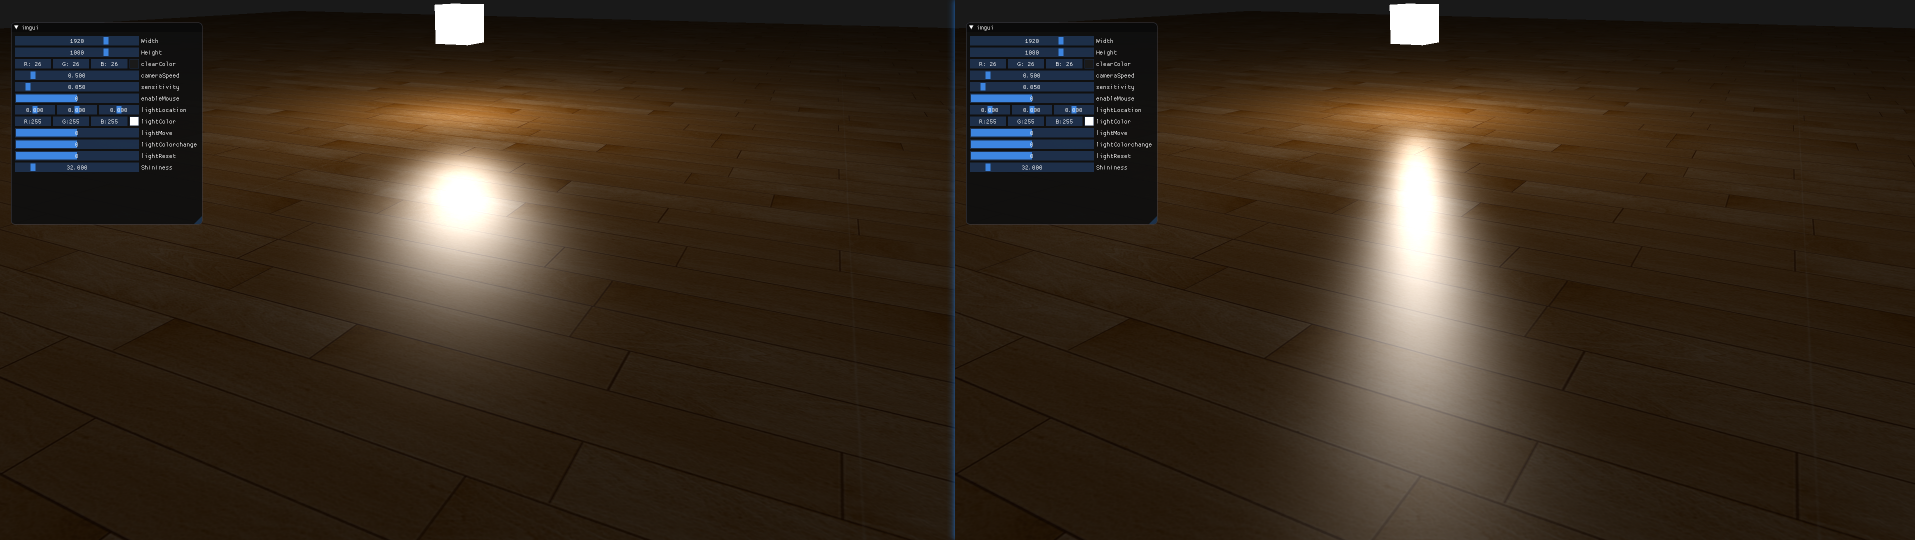 imgui
1920 Width
1080 Height
R: 26 G: 26 B: 26 clearColor
0.500 cameraSpeed
0.050 sensitivity
0 enableMouse
0.000 0.000 0.000 lightLocation
R:255 G:255 B:255 lightColor
0 lightMove
0 lightColorchange
0 lightReset
32.000 Shininess
imgui
1920 Width
1080 Height
R: 26 G: 26 B: 26 clearColor
0.500 cameraSpeed
0.050 sensitivity
0 enableMouse
0.000 0.000 0.000 lightLocation
R:255 G:255 B:255 lightColor
0 lightMove
0 lightColorchange
0 lightReset
32.000 Shininess